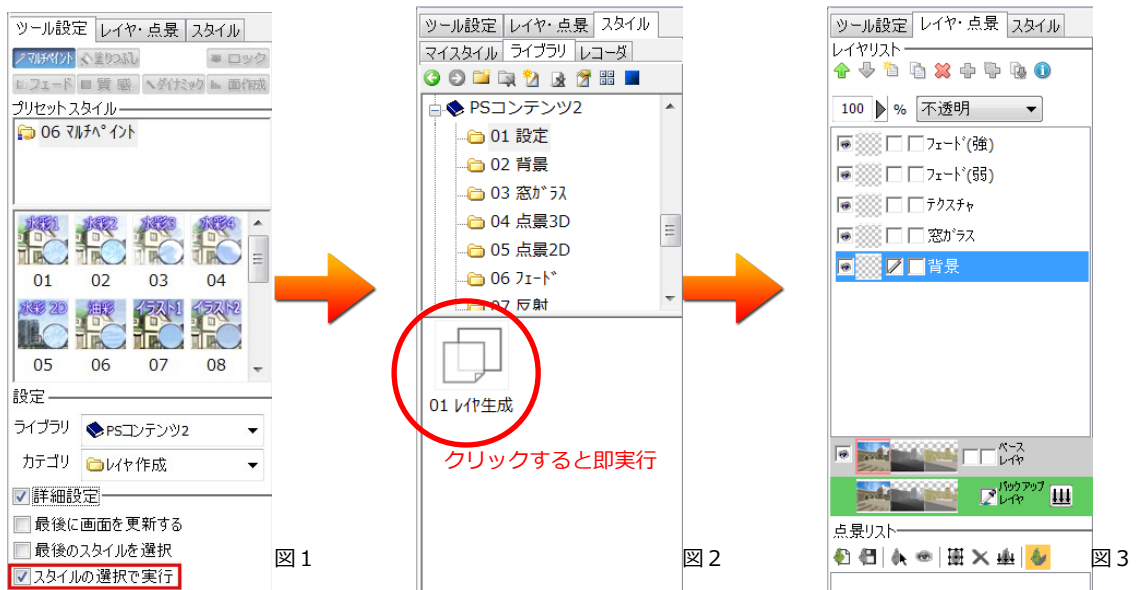 ツール設定 レイヤ・点景 スタイル
マルチペイント 塗りつぶし ロック
フェード 質 感 ダイナミック 面作成
プリセットスタイル
06 マルチペイント
水彩1 水彩2 水彩3 水彩4
01 02 03 04
水彩 2D 油彩 イラスト1 イラスト2
05 06 07 08
設定
ライブラリ PSコンテンツ2
カテゴリ レイヤ作成
詳細設定
最後に画面を更新する
最後のスタイルを選択
スタイルの選択で実行
図1
ツール設定 レイヤ・点景 スタイル
マイスタイル ライブラリ レコーダ
PSコンテンツ2
01 設定
02 背景
03 窓ガラス
04 点景3D
05 点景2D
06 フェード
07 反射
01 レイヤ生成
クリックすると即実行
図2
ツール設定 レイヤ・点景 スタイル
レイヤリスト
100 % 不透明
フェード(強)
フェード(弱)
テクスチャ
窓ガラス
背景
ベース
レイヤ
バックアップ
レイヤ
点景リスト
図3